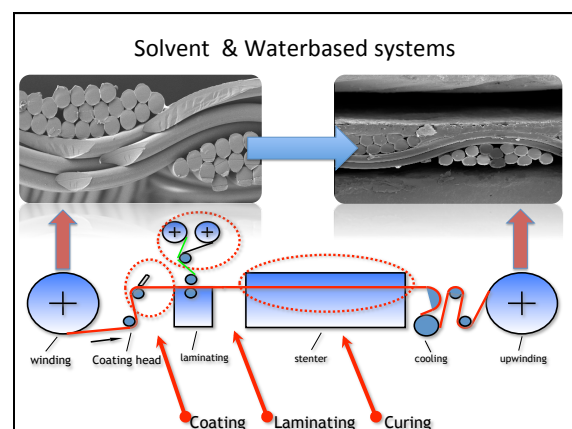 Solvent & Waterbased systems
winding
Coating head
laminating
stenter
cooling
upwinding
Coating
Laminating
Curing